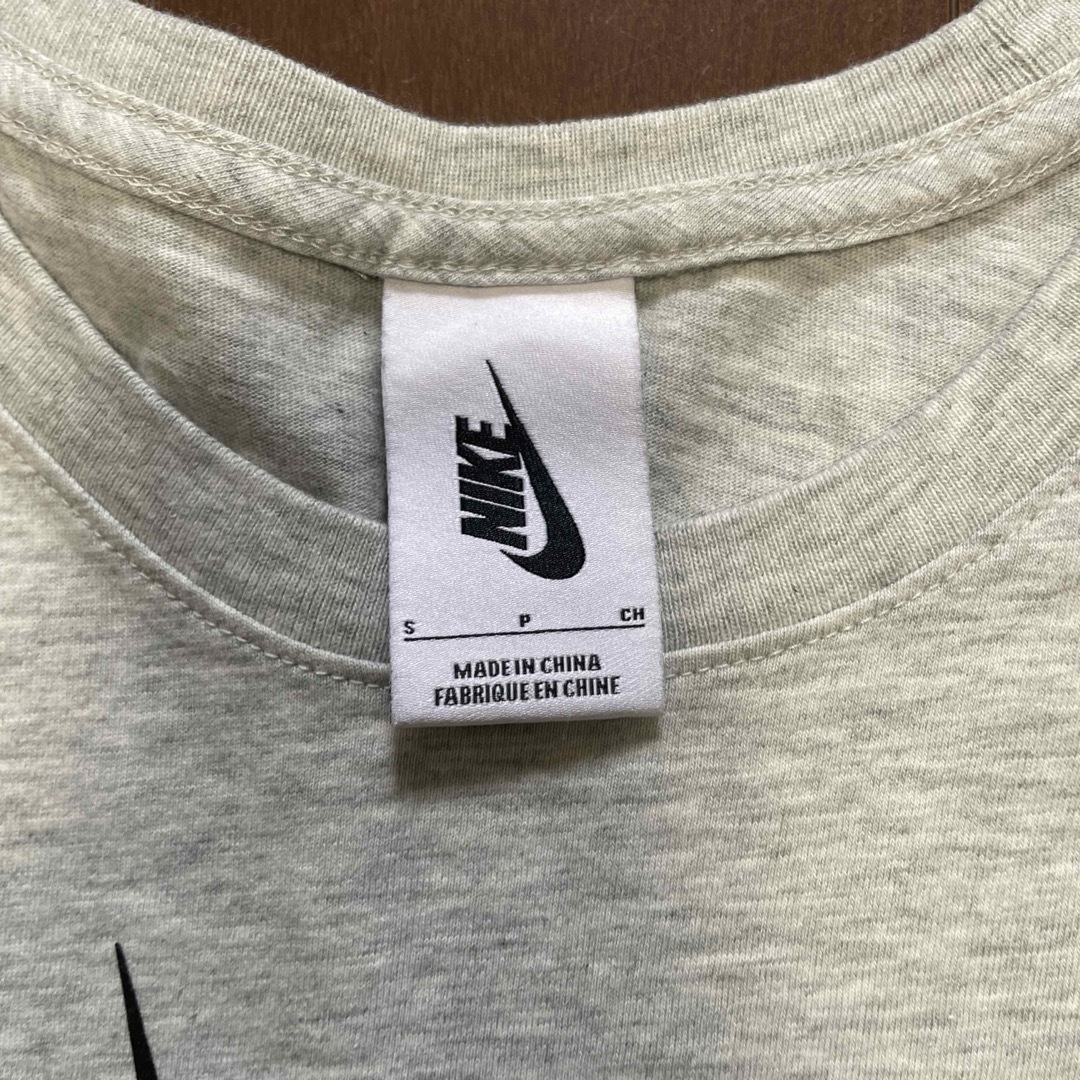 NIKE
S P CH
MADE IN CHINA
FABRIQUE EN CHINE